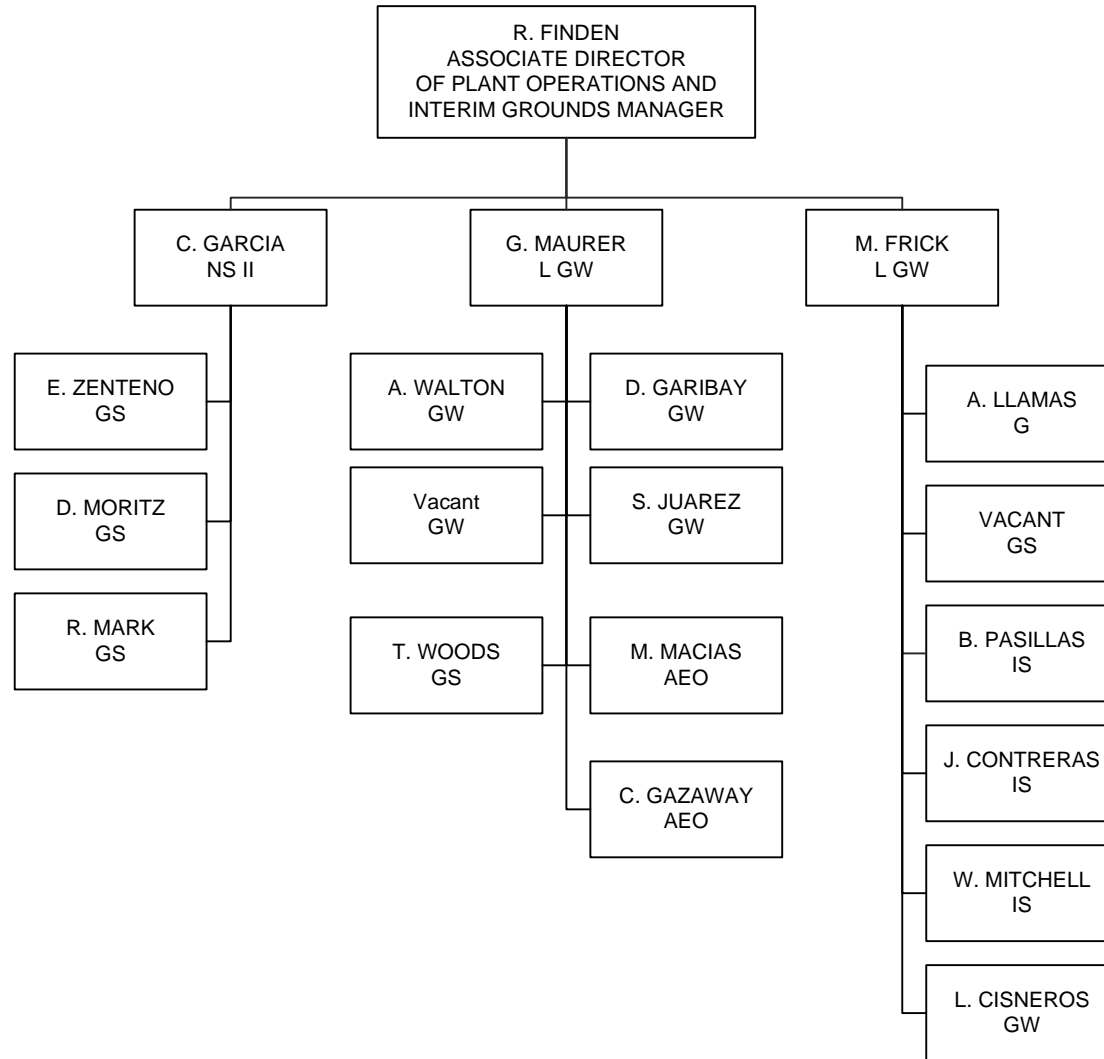 R. FINDEN
ASSOCIATE DIRECTOR
OF PLANT OPERATIONS AND
INTERIM GROUNDS MANAGER
C. GARCIA
NS II
G. MAURER
L GW
M. FRICK
L GW
E. ZENTENO
GS
D. MORITZ
GS
R. MARK
GS
A. WALTON
GW
D. GARIBAY
GW
Vacant
GW
S. JUAREZ
GW
T. WOODS
GS
M. MACIAS
AEO
C. GAZAWAY
AEO
A. LLAMAS
G
VACANT
GS
B. PASILLAS
IS
J. CONTRERAS
IS
W. MITCHELL
IS
L. CISNEROS
GW